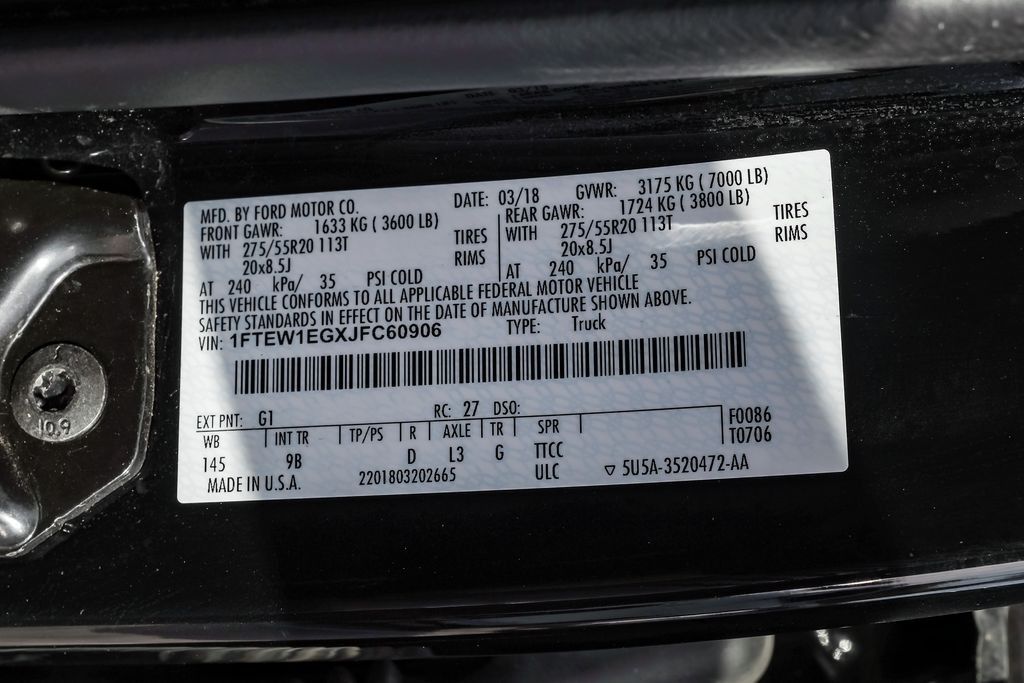 MFD. BY FORD MOTOR CO. DATE: 03/18 GVWR: 3175 KG ( 7000 LB)
FRONT GAWR: 1633 KG ( 3600 LB) REAR GAWR: 1724 KG ( 3800 LB)
WITH 275/55R20 113T TIRES WITH 275/55R20 113T TIRES
20x8.5J RIMS 20x8.5J RIMS
AT 240 kPa/ 35 PSI COLD AT 240 kPa/ 35 PSI COLD
THIS VEHICLE CONFORMS TO ALL APPLICABLE FEDERAL MOTOR VEHICLE
SAFETY STANDARDS IN EFFECT ON THE DATE OF MANUFACTURE SHOWN ABOVE.
VIN: 1FTEW1EGXJFC60906 TYPE: Truck
EXT PNT: G1 RC: 27 DSO: F0086
WB INT TR TP/PS R AXLE TR SPR T0706
145 9B D L3 G TTCC
ULC ▽ 5U5A-3520472-AA
MADE IN U.S.A. 2201803202665
10.9